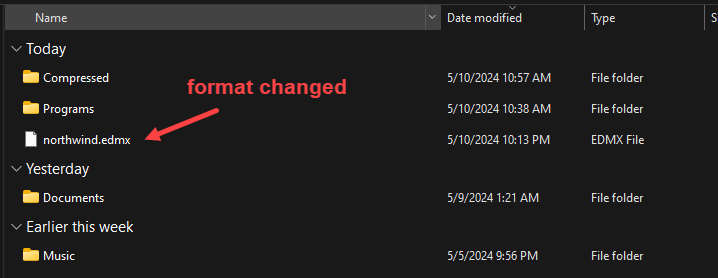 Name Date modified Type S
Today
format changed
Compressed 5/10/2024 10:57 AM File folder
Programs 5/10/2024 10:38 AM File folder
northwind.edmx 5/10/2024 10:13 PM EDMX File
Yesterday
Documents 5/9/2024 1:21 AM File folder
Earlier this week
Music 5/5/2024 9:56 PM File folder